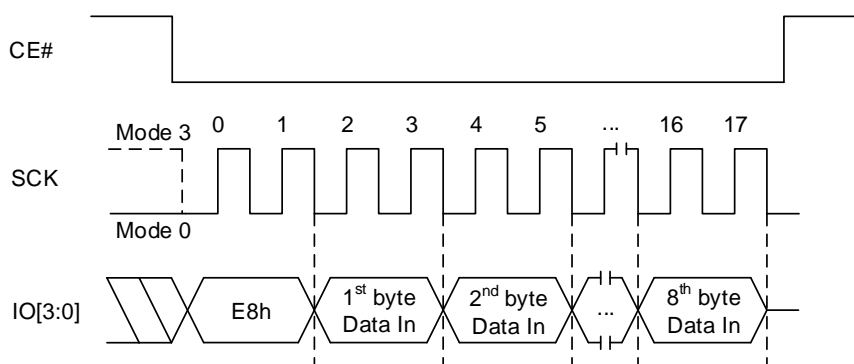 CE#
Mode 3
0 1 2 3 4 5 ... 16 17
SCK
Mode 0
IO[3:0]
E8h
1st byte
Data In
2nd byte
Data In
...
8th byte
Data In